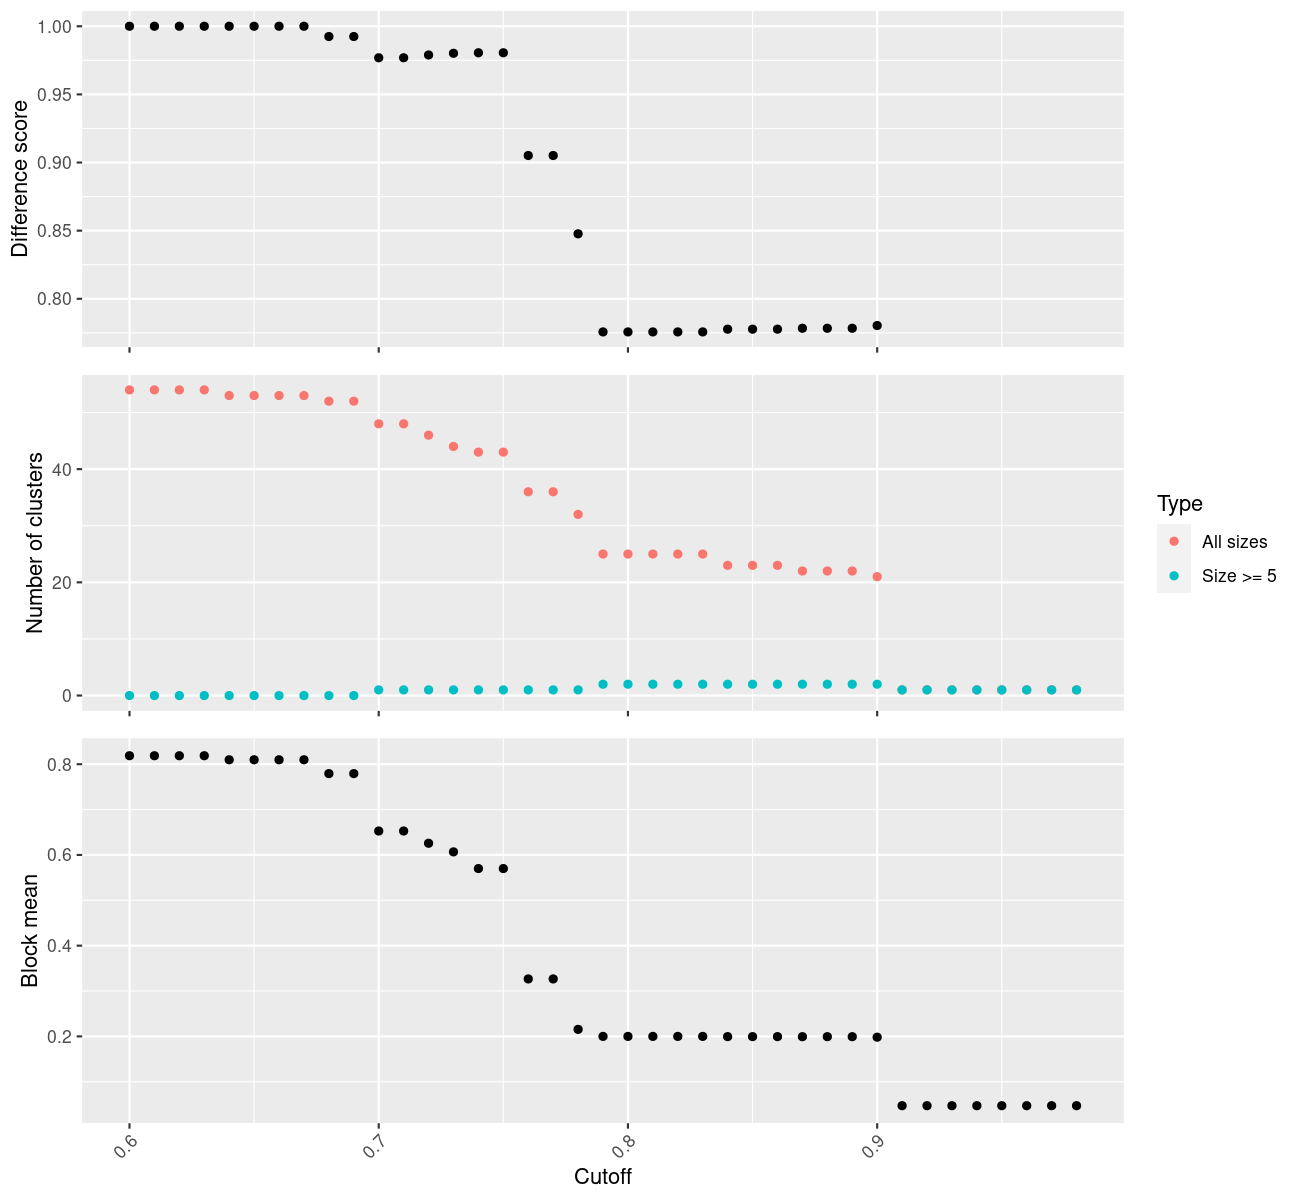 Difference score
1.00
0.95
0.90
0.85
0.80
Number of clusters
40
20
0
Type
All sizes
Size >= 5
Block mean
0.8
0.6
0.4
0.2
0.6 0.7 0.8 0.9
Cutoff